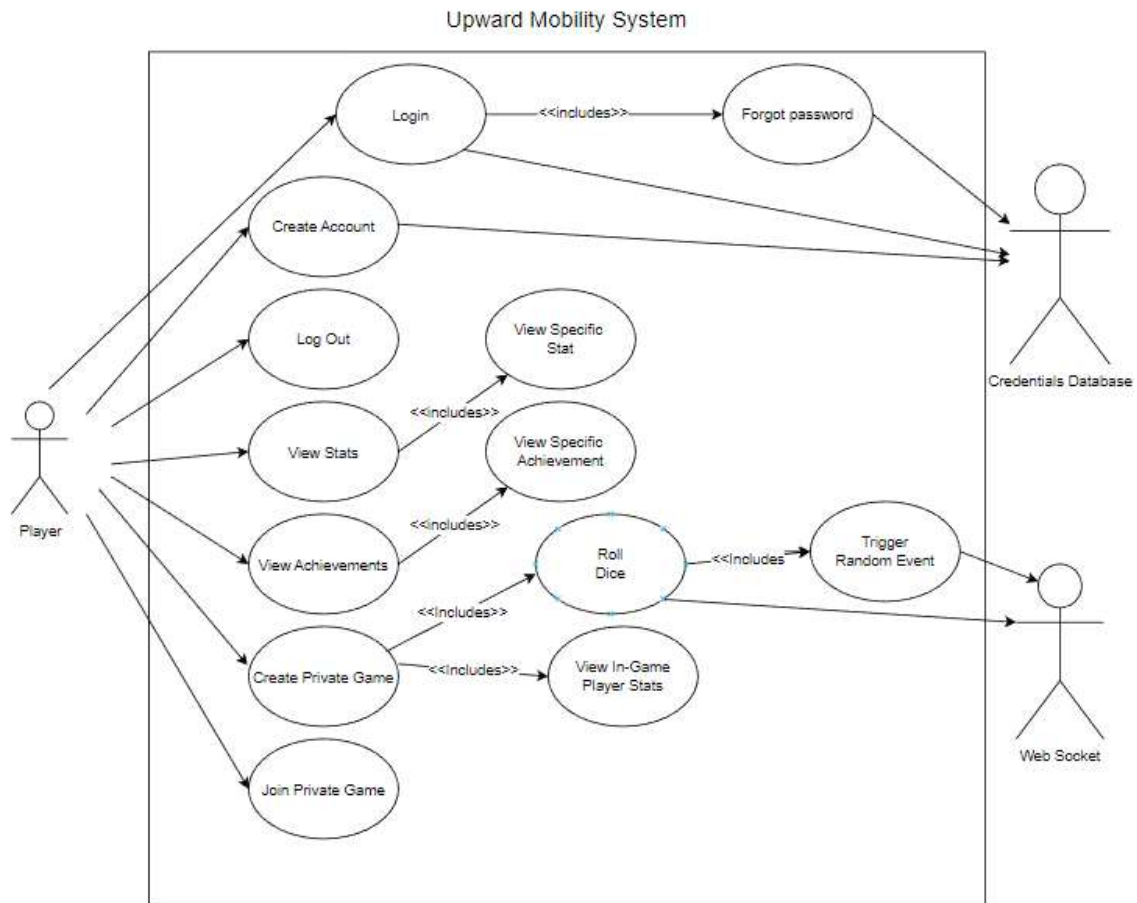 Upward Mobility System
Login
<<includes>>
Forgot password
Create Account
Log Out
View Specific
Stat
Credentials Database
<<includes>>
View Stats
View Specific
Achievement
Player
<<includes>>
View Achievements
Roll
Dice
<<Includes
Trigger
Random Event
<<Includes>>
Create Private Game
<<Includes>>
View In-Game
Player Stats
Web Socket
Join Private Game